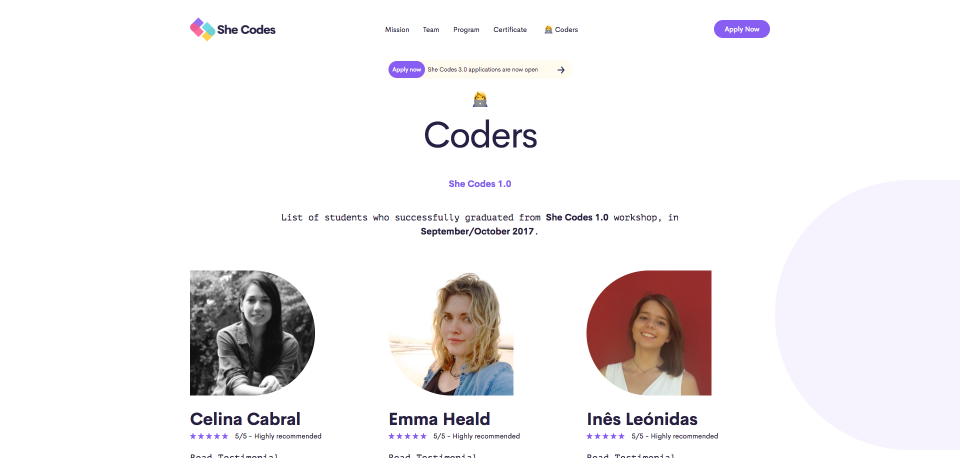 She Codes
Mission Team Program Certificate Coders
Apply Now
Apply now She Codes 3.0 applications are now open
Coders
She Codes 1.0
List of students who successfully graduated from She Codes 1.0 workshop, in
September/October 2017.
Celina Cabral Emma Heald Inês Leónidas
5/5 - Highly recommended 5/5 - Highly recommended 5/5 - Highly recommended
Read Testimonial Read Testimonial Read Testimonial